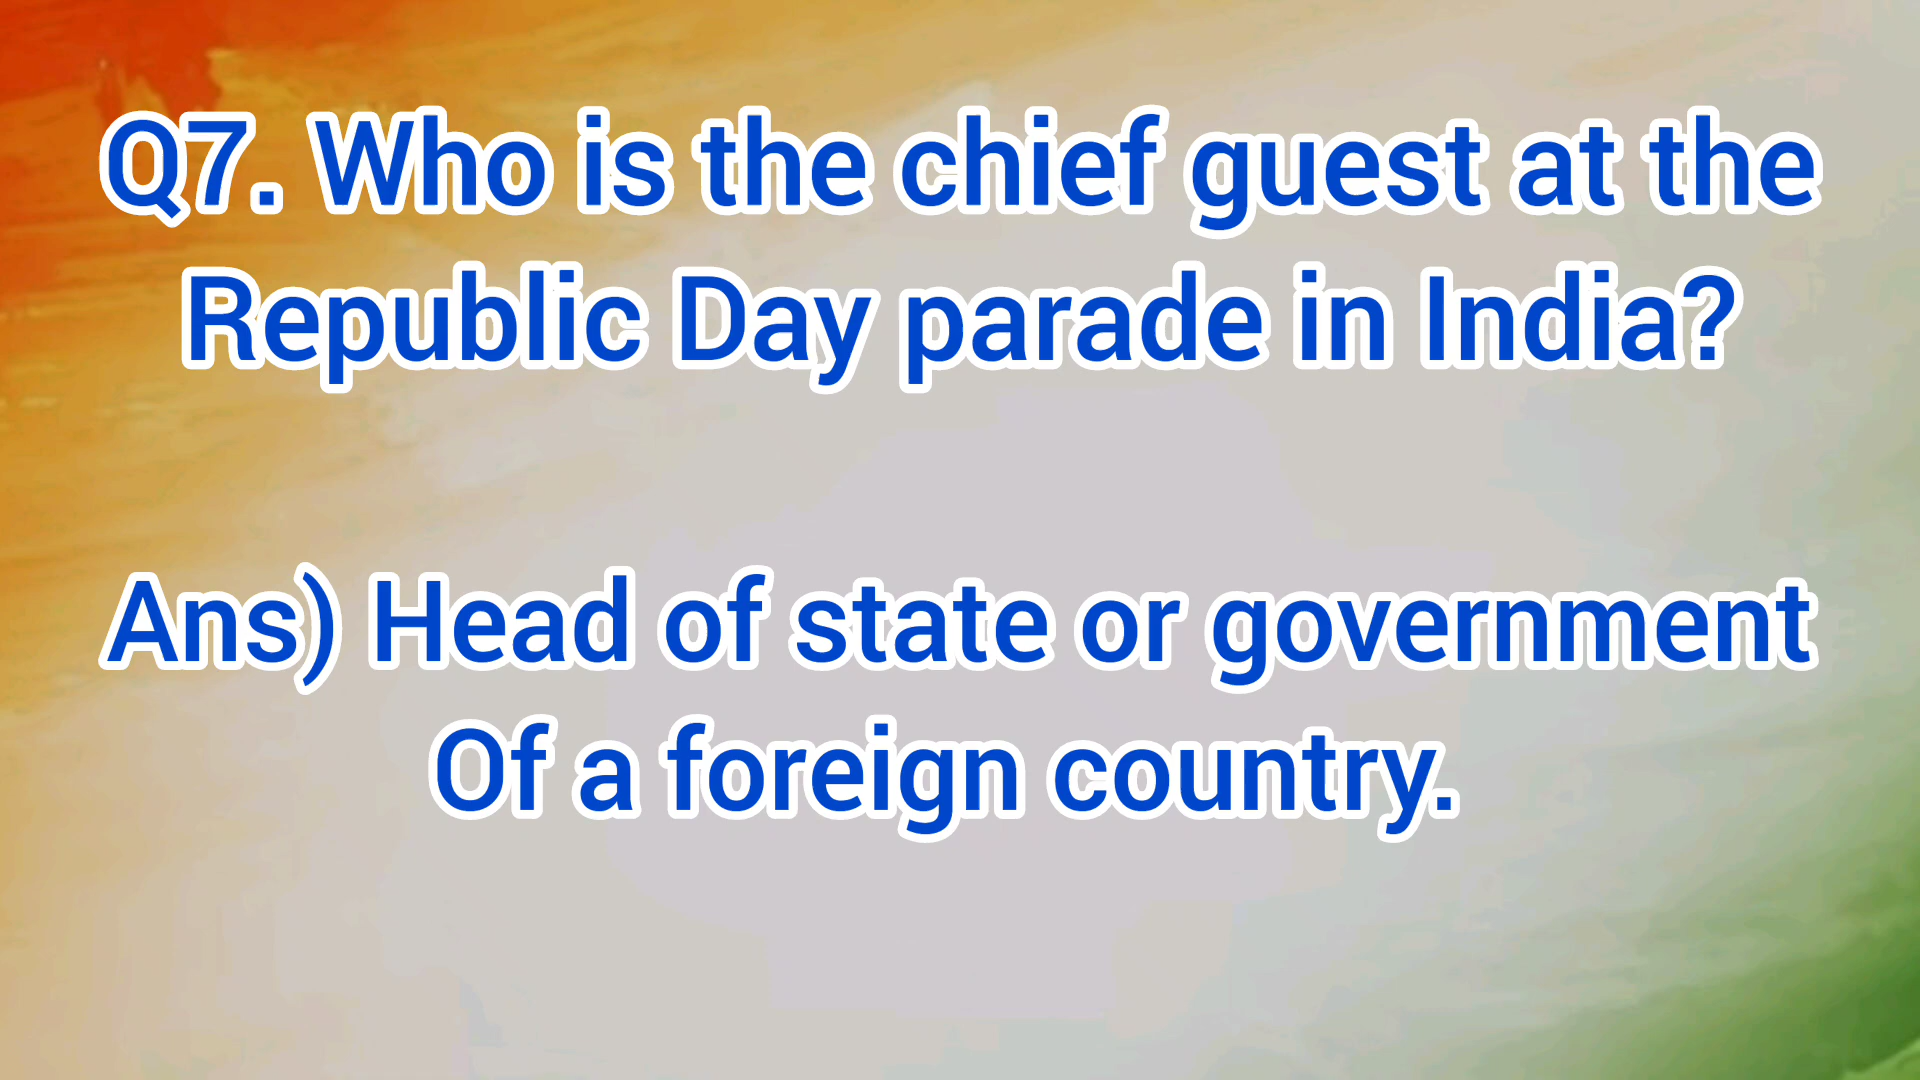 Q7. Who is the chief guest at the
Republic Day parade in India?
Ans) Head of state or government
Of a foreign country.